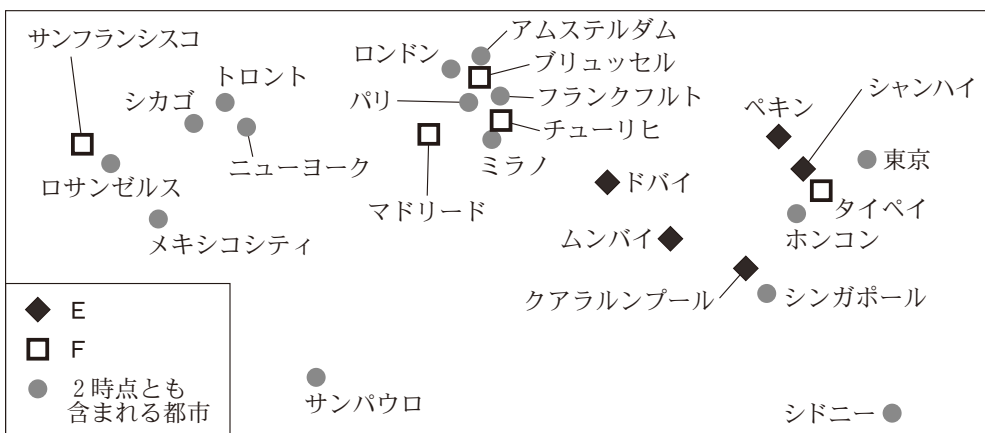 サンフランシスコ
トロント
シカゴ
ニューヨーク
ロサンゼルス
メキシコシティ
アムステルダム
ロンドン
ブリュッセル
パリ
フランクフルト
チューリヒ
ミラノ
マドリード
ペキン
シャンハイ
東京
ドバイ
タイペイ
ホンコン
ムンバイ
クアラルンプール
シンガポール
サンパウロ
シドニー
E
F
2時点とも
含まれる都市